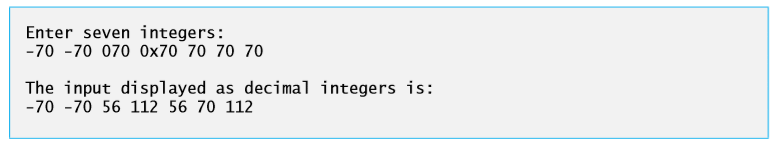 Enter seven integers:
-70 -70 070 0x70 70 70 70
The input displayed as decimal integers is:
-70 -70 56 112 56 70 112